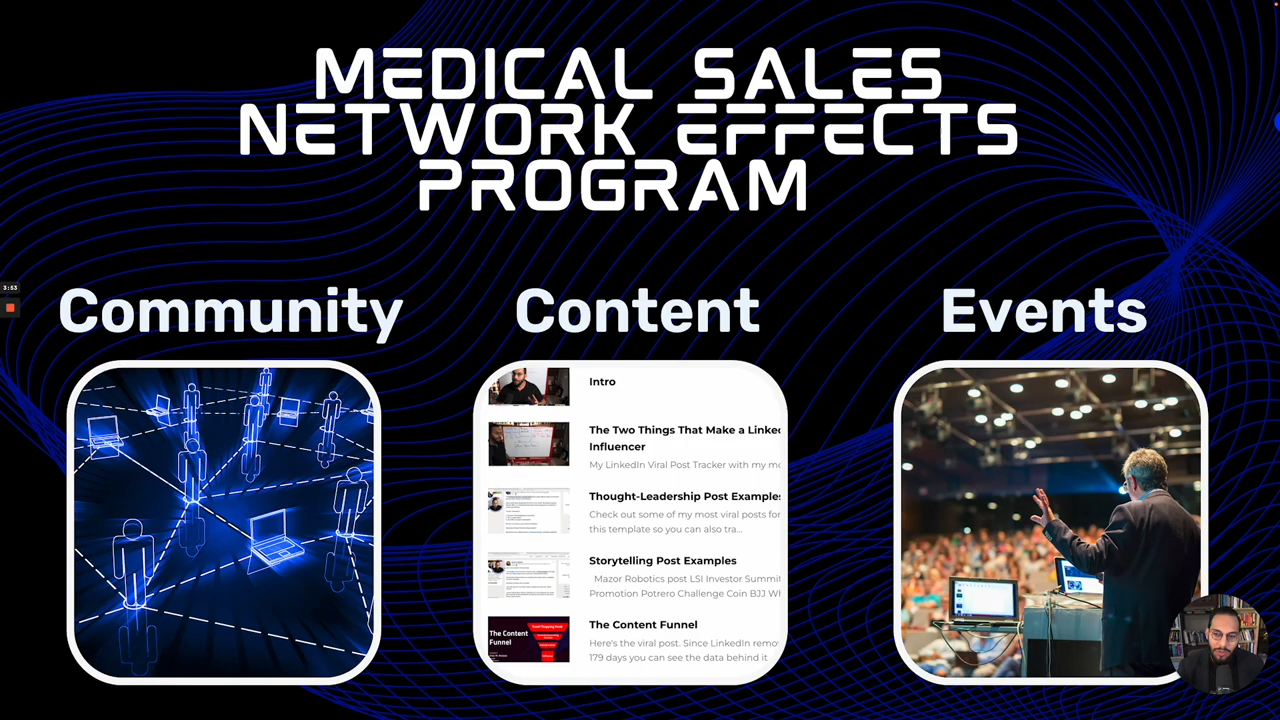 MEDICAL SALES
NETWORK EFFECTS
PROGRAM
3:53
Community
Content
Events
Intro
The Two Things That Make a Linked
Influencer
My LinkedIn Viral Post Tracker with my mo
Thought-Leadership Post Examples
Check out some of my most viral posts for
this template so you can also tra...
Storytelling Post Examples
Mazor Robotics post LSI Investor Summit
Promotion Potrero Challenge Coin BJJ Wh
The Content Funnel
Here's the viral post. Since LinkedIn remov
179 days you can see the data behind it
The Content
Funnel